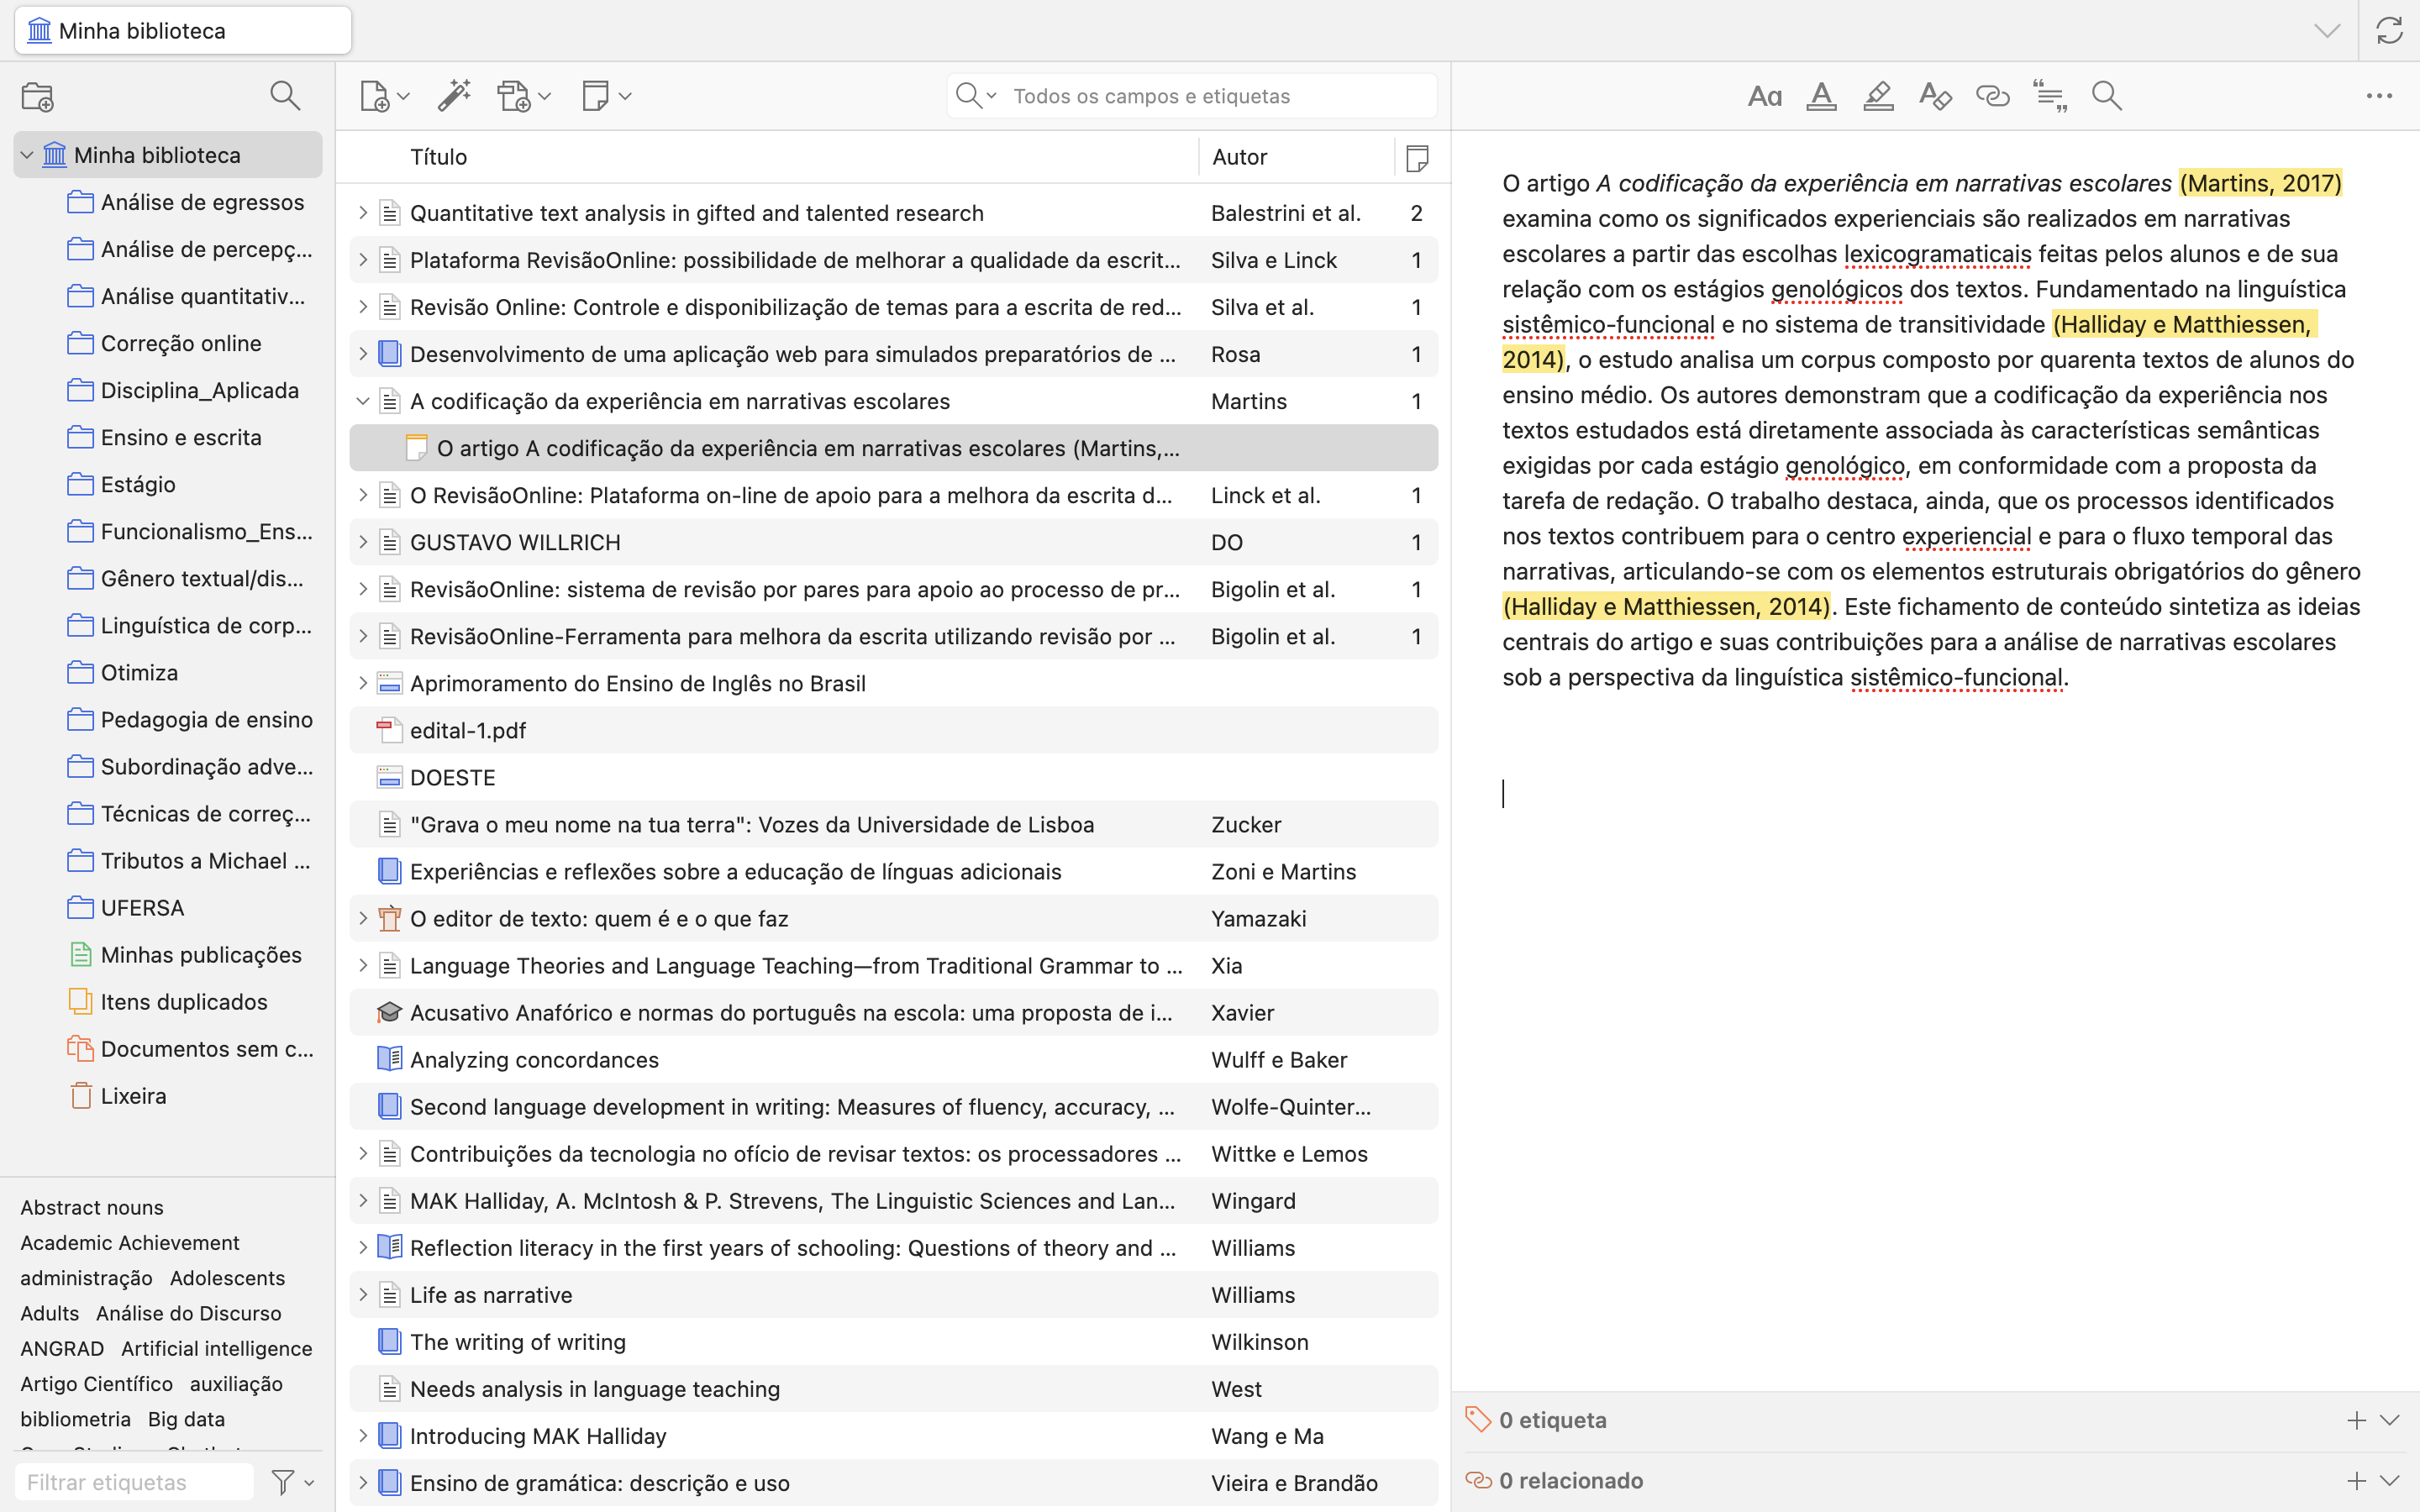 Minha biblioteca
Todos os campos e etiquetas
Minha biblioteca
Análise de egressos
Análise de percepç...
Análise quantitativ...
Correção online
Disciplina_Aplicada
Ensino e escrita
Estágio
Funcionalismo_Ens...
Gênero textual/dis...
Linguística de corp...
Otimiza
Pedagogia de ensino
Subordinação adve...
Técnicas de correç...
Tributos a Michael ...
UFERSA
Minhas publicações
Itens duplicados
Documentos sem c...
Lixeira
Abstract nouns
Academic Achievement
administração Adolescents
Adults Análise do Discurso
ANGRAD Artificial intelligence
Artigo Científico auxiliação
bibliometria Big data
Filtrar etiquetas
Título Autor
Quantitative text analysis in gifted and talented research Balestrini et al. 2
Plataforma RevisãoOnline: possibilidade de melhorar a qualidade da escrit... Silva e Linck 1
Revisão Online: Controle e disponibilização de temas para a escrita de red... Silva et al. 1
Desenvolvimento de uma aplicação web para simulados preparatórios de ... Rosa 1
A codificação da experiência em narrativas escolares Martins 1
O artigo A codificação da experiência em narrativas escolares (Martins,...
O RevisãoOnline: Plataforma on-line de apoio para a melhora da escrita d... Linck et al. 1
GUSTAVO WILLRICH DO 1
RevisãoOnline: sistema de revisão por pares para apoio ao processo de pr... Bigolin et al. 1
RevisãoOnline-Ferramenta para melhora da escrita utilizando revisão por ... Bigolin et al. 1
Aprimoramento do Ensino de Inglês no Brasil
edital-1.pdf
DOESTE
"Grava o meu nome na tua terra": Vozes da Universidade de Lisboa Zucker
Experiências e reflexões sobre a educação de línguas adicionais Zoni e Martins
O editor de texto: quem é e o que faz Yamazaki
Language Theories and Language Teaching—from Traditional Grammar to ... Xia
Acusativo Anafórico e normas do português na escola: uma proposta de i... Xavier
Analyzing concordances Wulff e Baker
Second language development in writing: Measures of fluency, accuracy, ... Wolfe-Quinter...
Contribuições da tecnologia no ofício de revisar textos: os processadores ... Wittke e Lemos
MAK Halliday, A. McIntosh & P. Strevens, The Linguistic Sciences and Lan... Wingard
Reflection literacy in the first years of schooling: Questions of theory and ... Williams
Life as narrative Williams
The writing of writing Wilkinson
Needs analysis in language teaching West
Introducing MAK Halliday Wang e Ma
Ensino de gramática: descrição e uso Vieira e Brandão
Aa A A
O artigo A codificação da experiência em narrativas escolares (Martins, 2017)
examina como os significados experienciais são realizados em narrativas
escolares a partir das escolhas lexicogramaticais feitas pelos alunos e de sua
relação com os estágios genológicos dos textos. Fundamentado na linguística
sistêmico-funcional e no sistema de transitividade (Halliday e Matthiessen,
2014), o estudo analisa um corpus composto por quarenta textos de alunos do
ensino médio. Os autores demonstram que a codificação da experiência nos
textos estudados está diretamente associada às características semânticas
exigidas por cada estágio genológico, em conformidade com a proposta da
tarefa de redação. O trabalho destaca, ainda, que os processos identificados
nos textos contribuem para o centro experiencial e para o fluxo temporal das
narrativas, articulando-se com os elementos estruturais obrigatórios do gênero
(Halliday e Matthiessen, 2014). Este fichamento de conteúdo sintetiza as ideias
centrais do artigo e suas contribuições para a análise de narrativas escolares
sob a perspectiva da linguística sistêmico-funcional.
0 etiqueta
0 relacionado